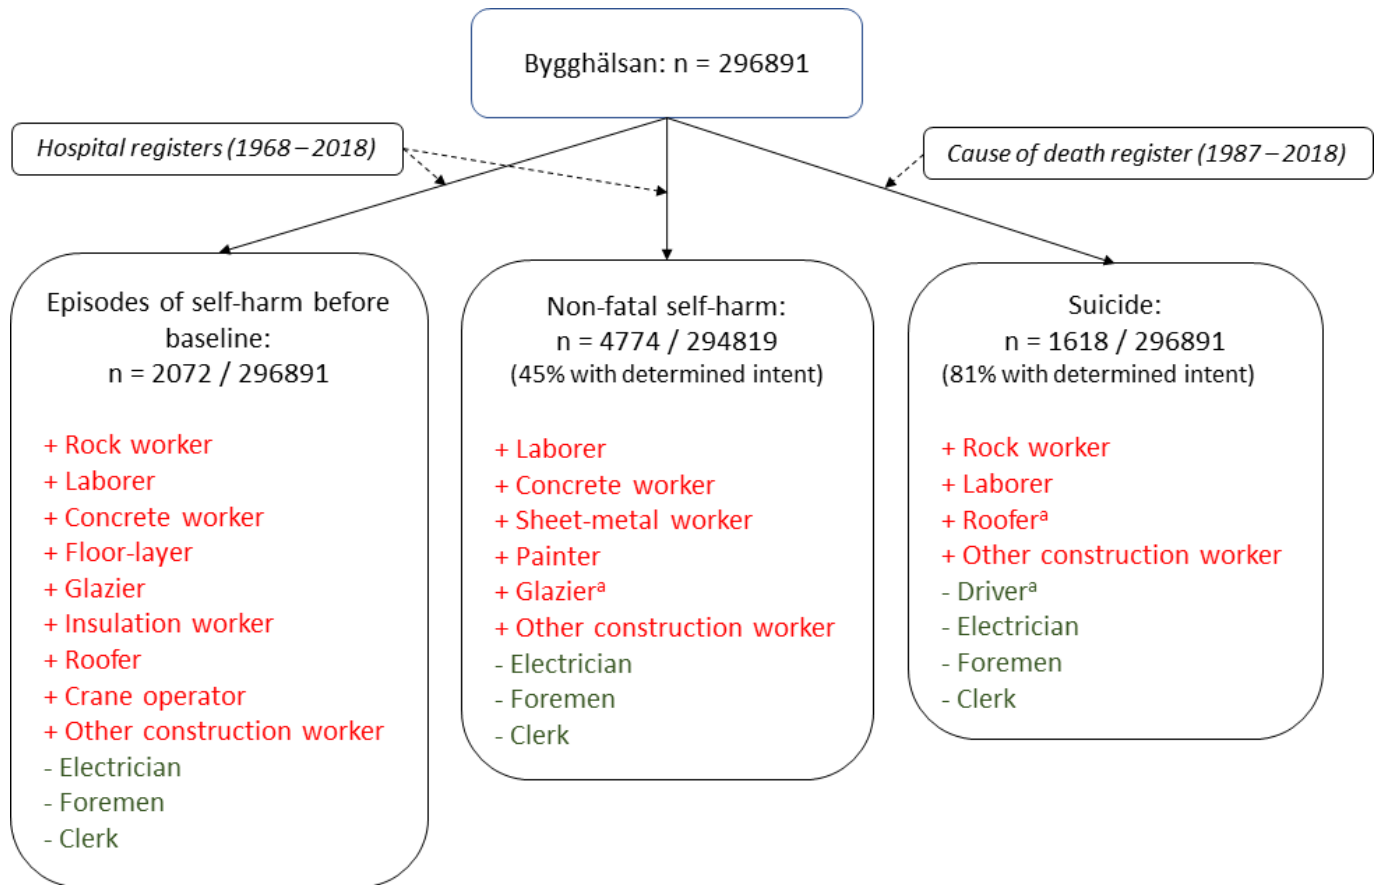 Bygghälsan: n = 296891
Hospital registers (1968 – 2018)
Cause of death register (1987 – 2018)
Episodes of self-harm before
baseline:
n = 2072 / 296891
+ Rock worker
+ Laborer
+ Concrete worker
+ Floor-layer
+ Glazier
+ Insulation worker
+ Roofer
+ Crane operator
+ Other construction worker
- Electrician
- Foremen
- Clerk
Non-fatal self-harm:
n = 4774 / 294819
(45% with determined intent)
+ Laborer
+ Concrete worker
+ Sheet-metal worker
+ Painter
+ Glazierᵃ
+ Other construction worker
- Electrician
- Foremen
- Clerk
Suicide:
n = 1618 / 296891
(81% with determined intent)
+ Rock worker
+ Laborer
+ Rooferᵃ
+ Other construction worker
- Driverᵃ
- Electrician
- Foremen
- Clerk